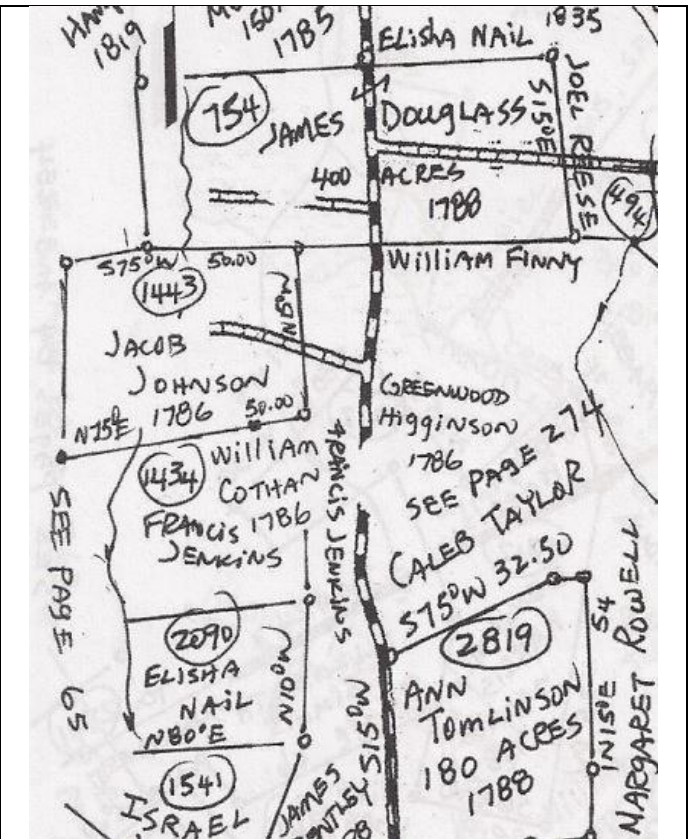 1819
1501
1785
1835
ELISHA NAIL
754
JAMES
DOUGLASS
S15°E
JOEL REESE
400
ACRES
1788
494
WILLIAM FINNY
S75°W
50.00
1443
JACOB
JOHNSON
1786
50.00
N75E
GREENWOOD
HIGGINSON
1786
SEE PAGE 274
WILLIAM
COTHAN
1786
1434
FRANCIS
JENKINS
FRANCIS JENKINS
CALEB TAYLOR
S75°W 32.50
SEE PAGE 65
2090
ELISHA
NAIL
N10°W
N80°E
2819
ANN
TOMLINSON
180 ACRES
1788
54
MARGARET ROWELL
N15°W
1541
ISRAEL
JAMES